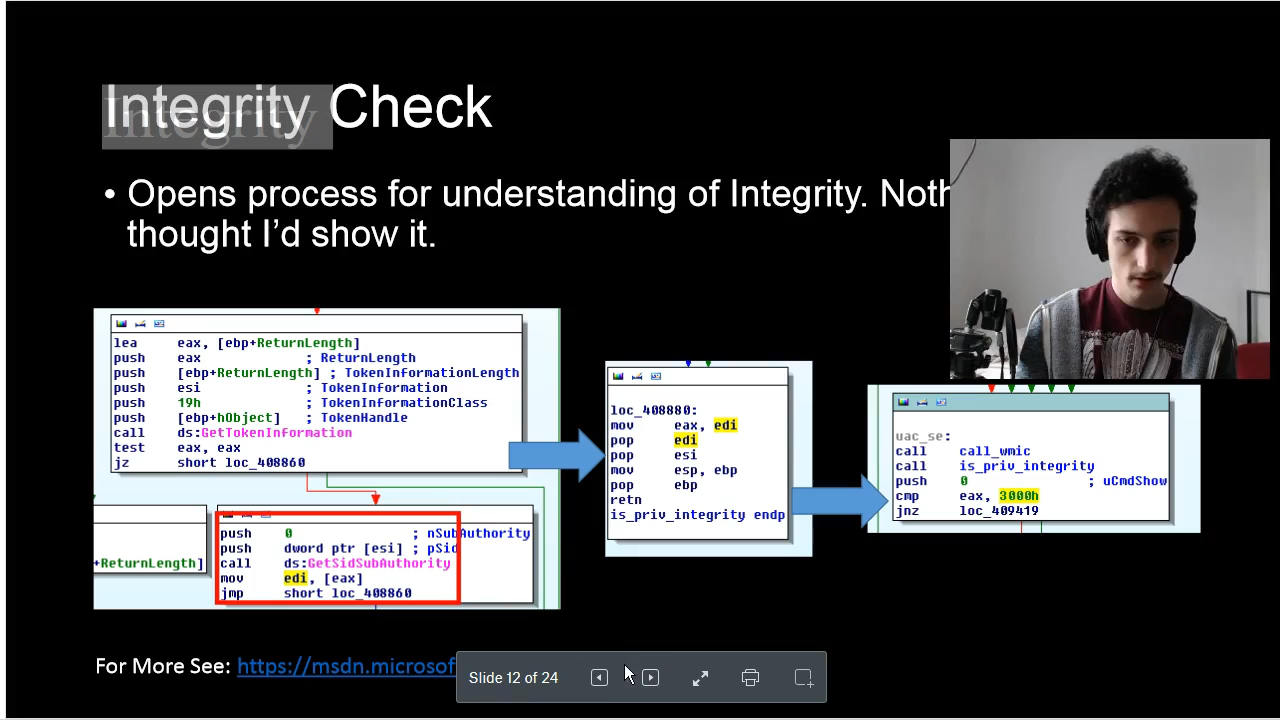 Integrity Check
• Opens process for understanding of Integrity. Noth
thought I'd show it.
lea eax, [ebp+ReturnLength]
push eax ; ReturnLength
push [ebp+ReturnLength] ; TokenInformationLength
push esi ; TokenInformation
push 19h ; TokenInformationClass
push [ebp+hObject] ; TokenHandle
call ds:GetTokenInformation
test eax, eax
jz short loc_408860
+ReturnLength]
push 0 ; nSubAuthority
push dword ptr [esi] ; pSid
call ds:GetSidSubAuthority
mov edi, [eax]
jmp short loc_408860
loc_408880:
mov eax, edi
pop edi
pop esi
mov esp, ebp
pop ebp
retn
is_priv_integrity endp
uac_se:
call call_wmic
call is_priv_integrity
push 0 ; uCmdShow
cmp eax, 3000h
jnz loc_409419
For More See: https://msdn.microsof
Slide 12 of 24